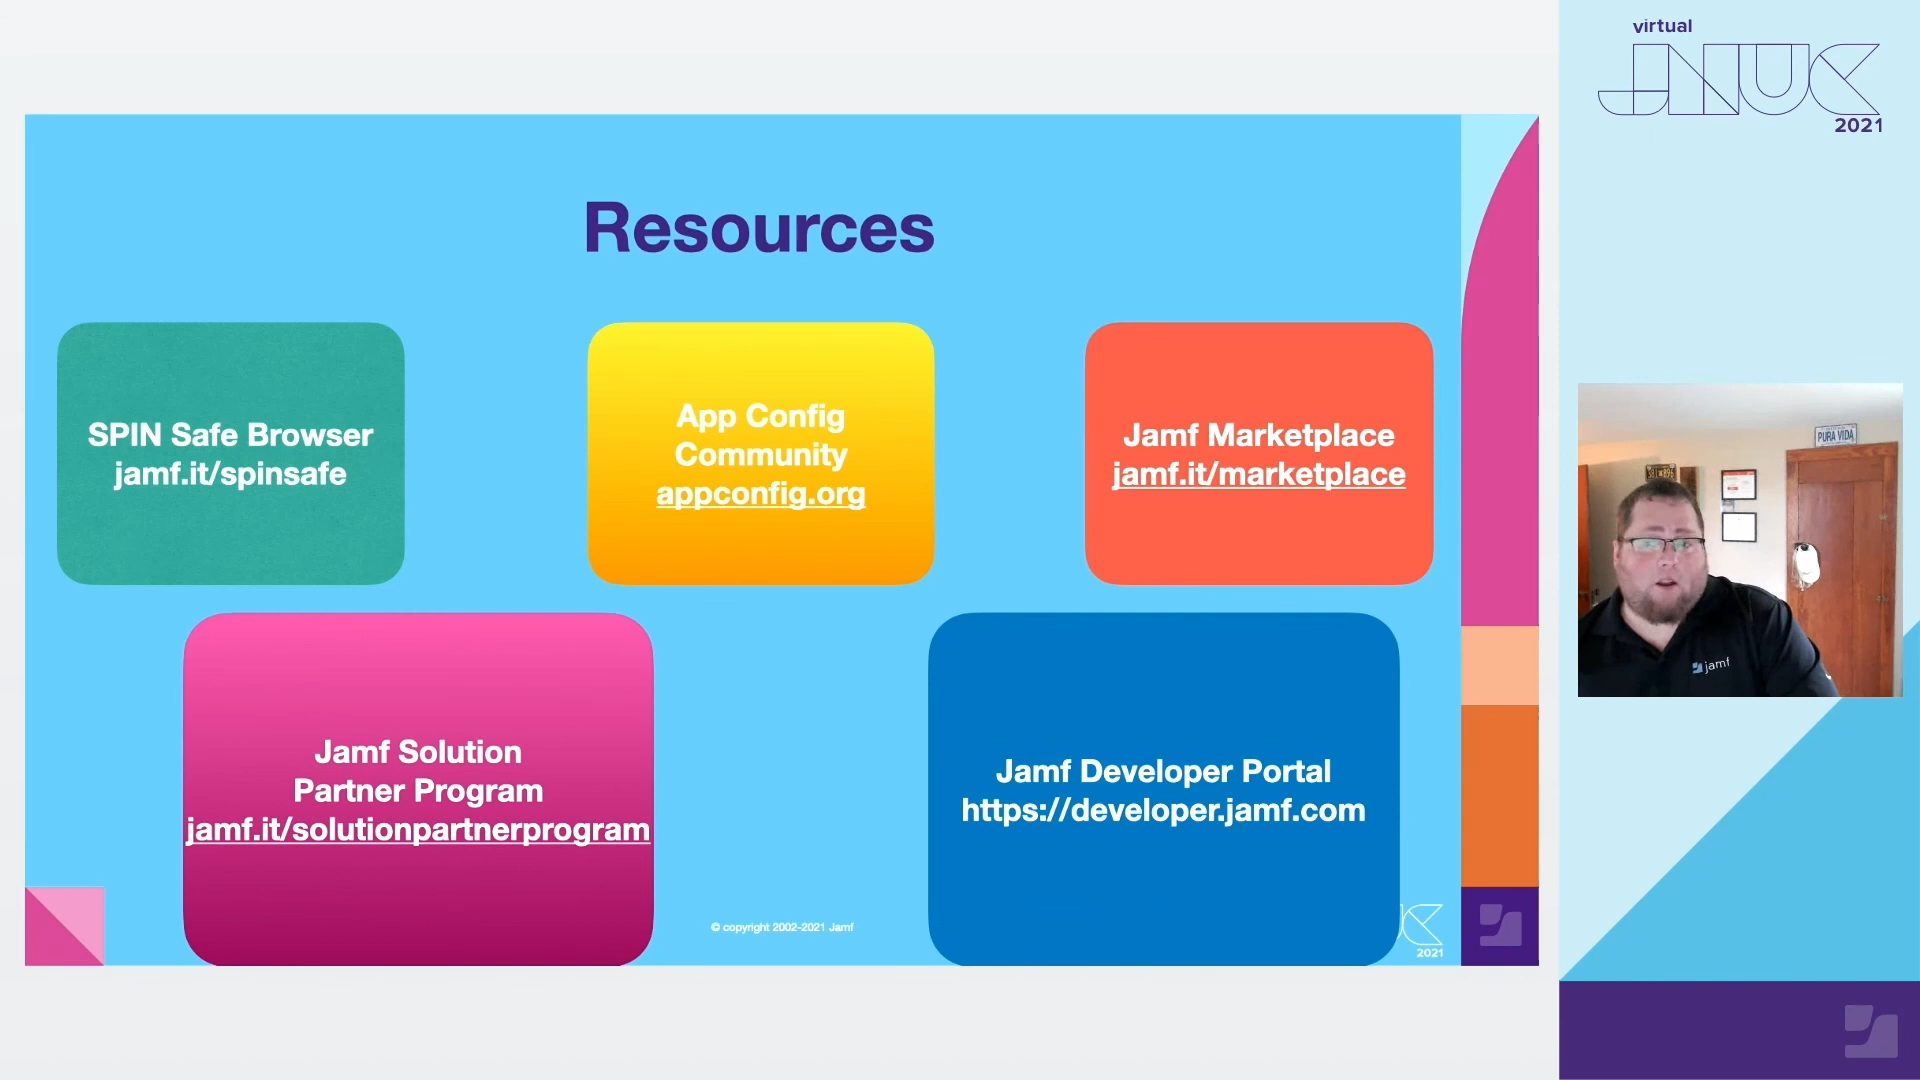 virtual
JNUC
2021
Resources
SPIN Safe Browser
jamf.it/spinsafe
App Config
Community
appconfig.org
Jamf Marketplace
jamf.it/marketplace
Jamf Solution
Partner Program
jamf.it/solutionpartnerprogram
Jamf Developer Portal
https://developer.jamf.com
© copyright 2002-2021 Jamf
2021
PURA VIDA
jamf